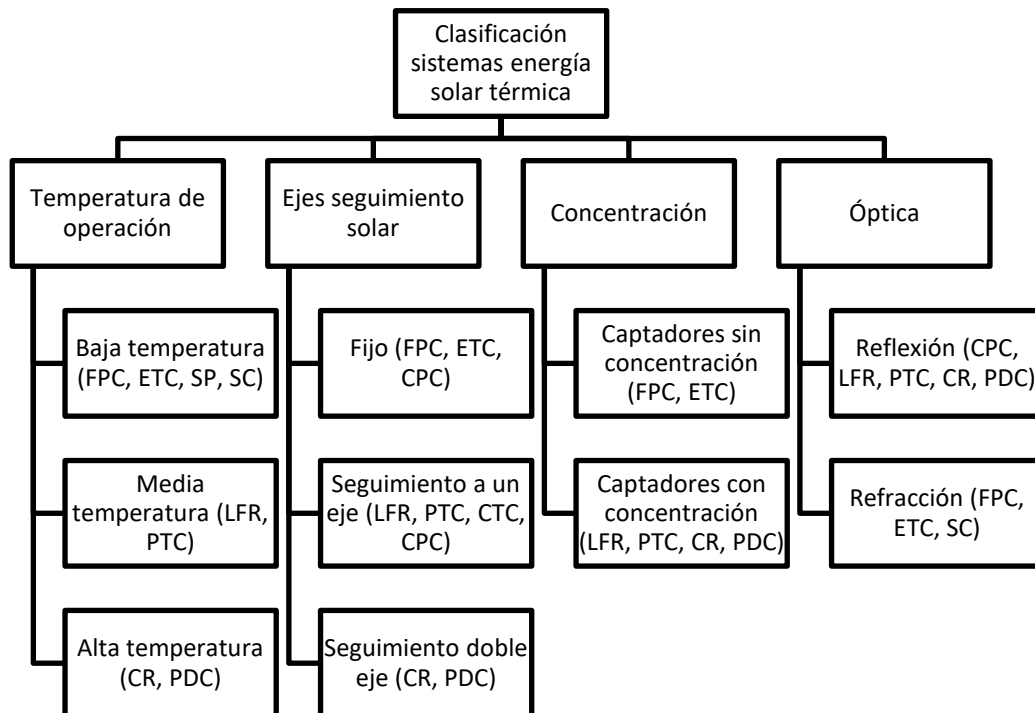 Clasificación
sistemas energía
solar térmica
Temperatura de
operación
Ejes seguimiento
solar
Concentración
Óptica
Baja temperatura
(FPC, ETC, SP, SC)
Fijo (FPC, ETC,
CPC)
Captadores sin
concentración
(FPC, ETC)
Reflexión (CPC,
LFR, PTC, CR, PDC)
Media
temperatura (LFR,
PTC)
Seguimiento a un
eje (LFR, PTC, CTC,
CPC)
Captadores con
concentración
(LFR, PTC, CR, PDC)
Refracción (FPC,
ETC, SC)
Alta temperatura
(CR, PDC)
Seguimiento doble
eje (CR, PDC)